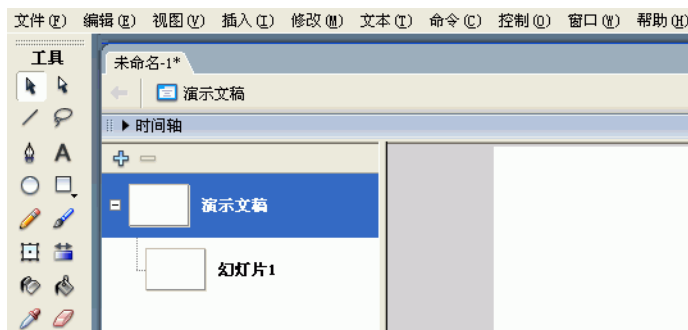 文件(F) 编辑(E) 视图(V) 插入(I) 修改(M) 文本(T) 命令(C) 控制(O) 窗口(W) 帮助(H)
工具
未命名-1*
演示文稿
时间轴
演示文稿
幻灯片1